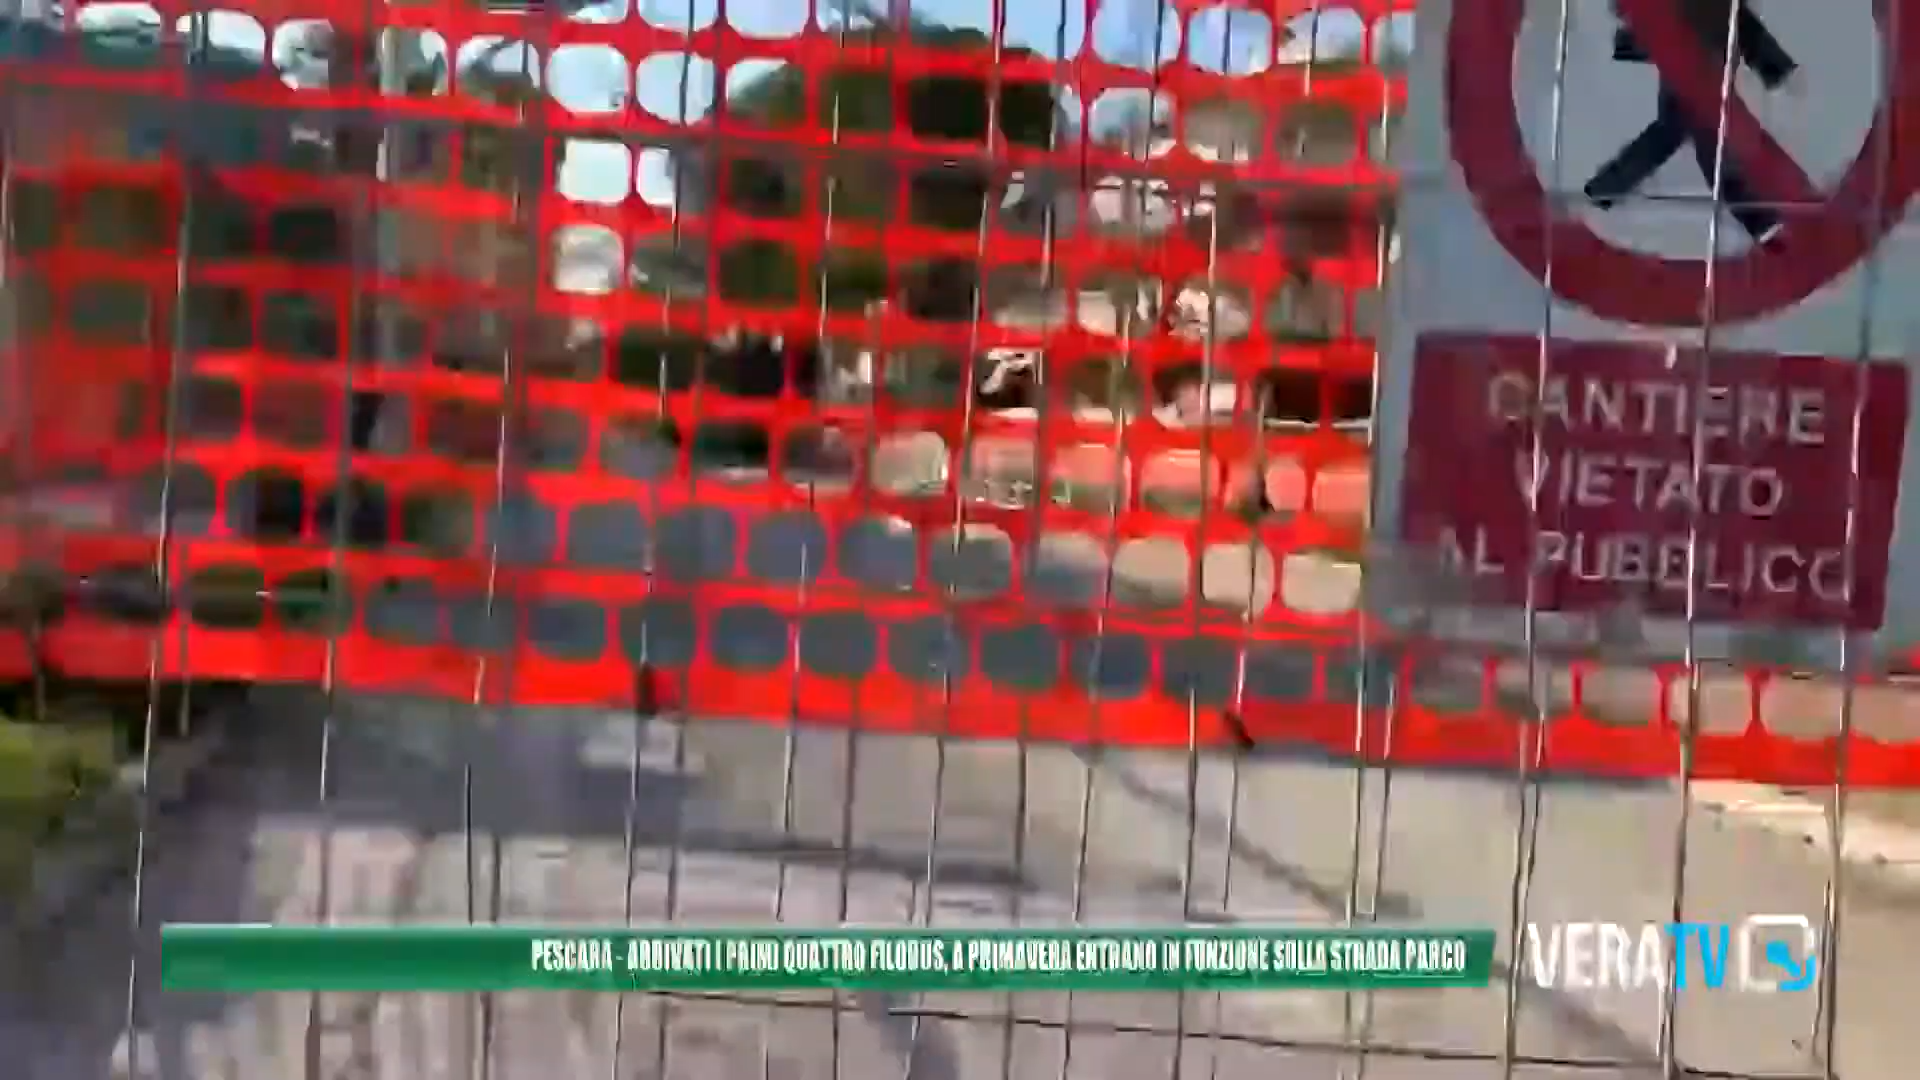 CANTIERE
VIETATO
AL PUBBLICO
PESCARA - ARRIVATI I PRIMI QUATTRO FILOBUS, A PRIMAVERA ENTRANO IN FUNZIONE SULLA STRADA PARCO
VERATV